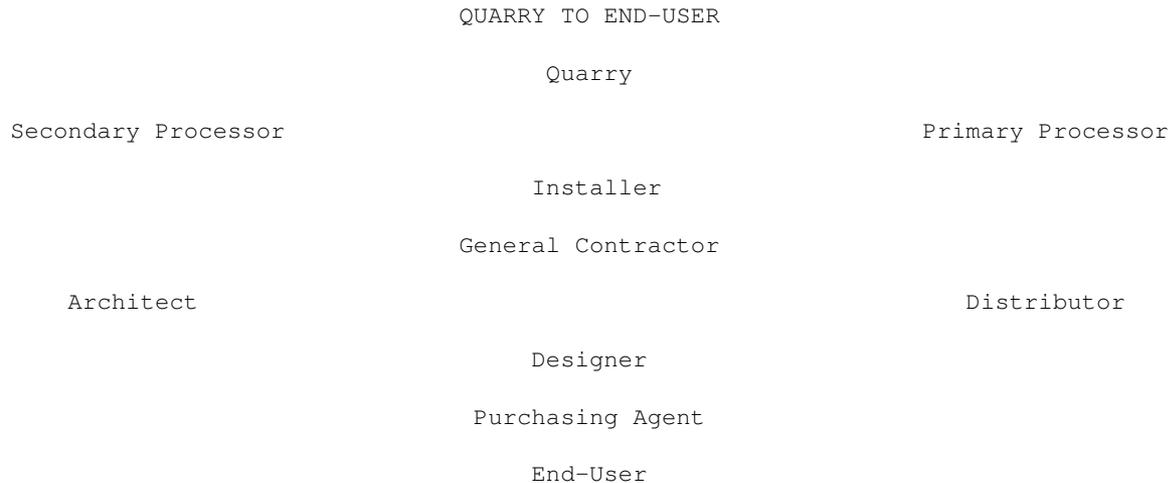 QUARRY TO END-USER
Quarry
Secondary Processor Primary Processor
Installer
General Contractor
Architect Distributor
Designer
Purchasing Agent
End-User